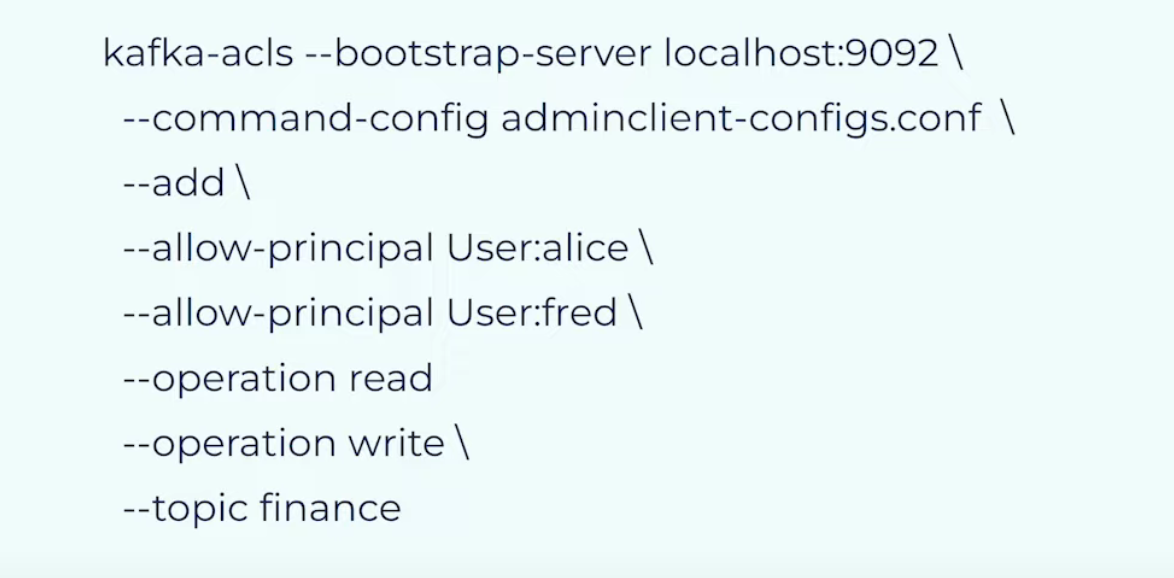 kafka-acls --bootstrap-server localhost:9092 \
--command-config adminclient-configs.conf \
--add \
--allow-principal User:alice \
--allow-principal User:fred \
--operation read
--operation write \
--topic finance